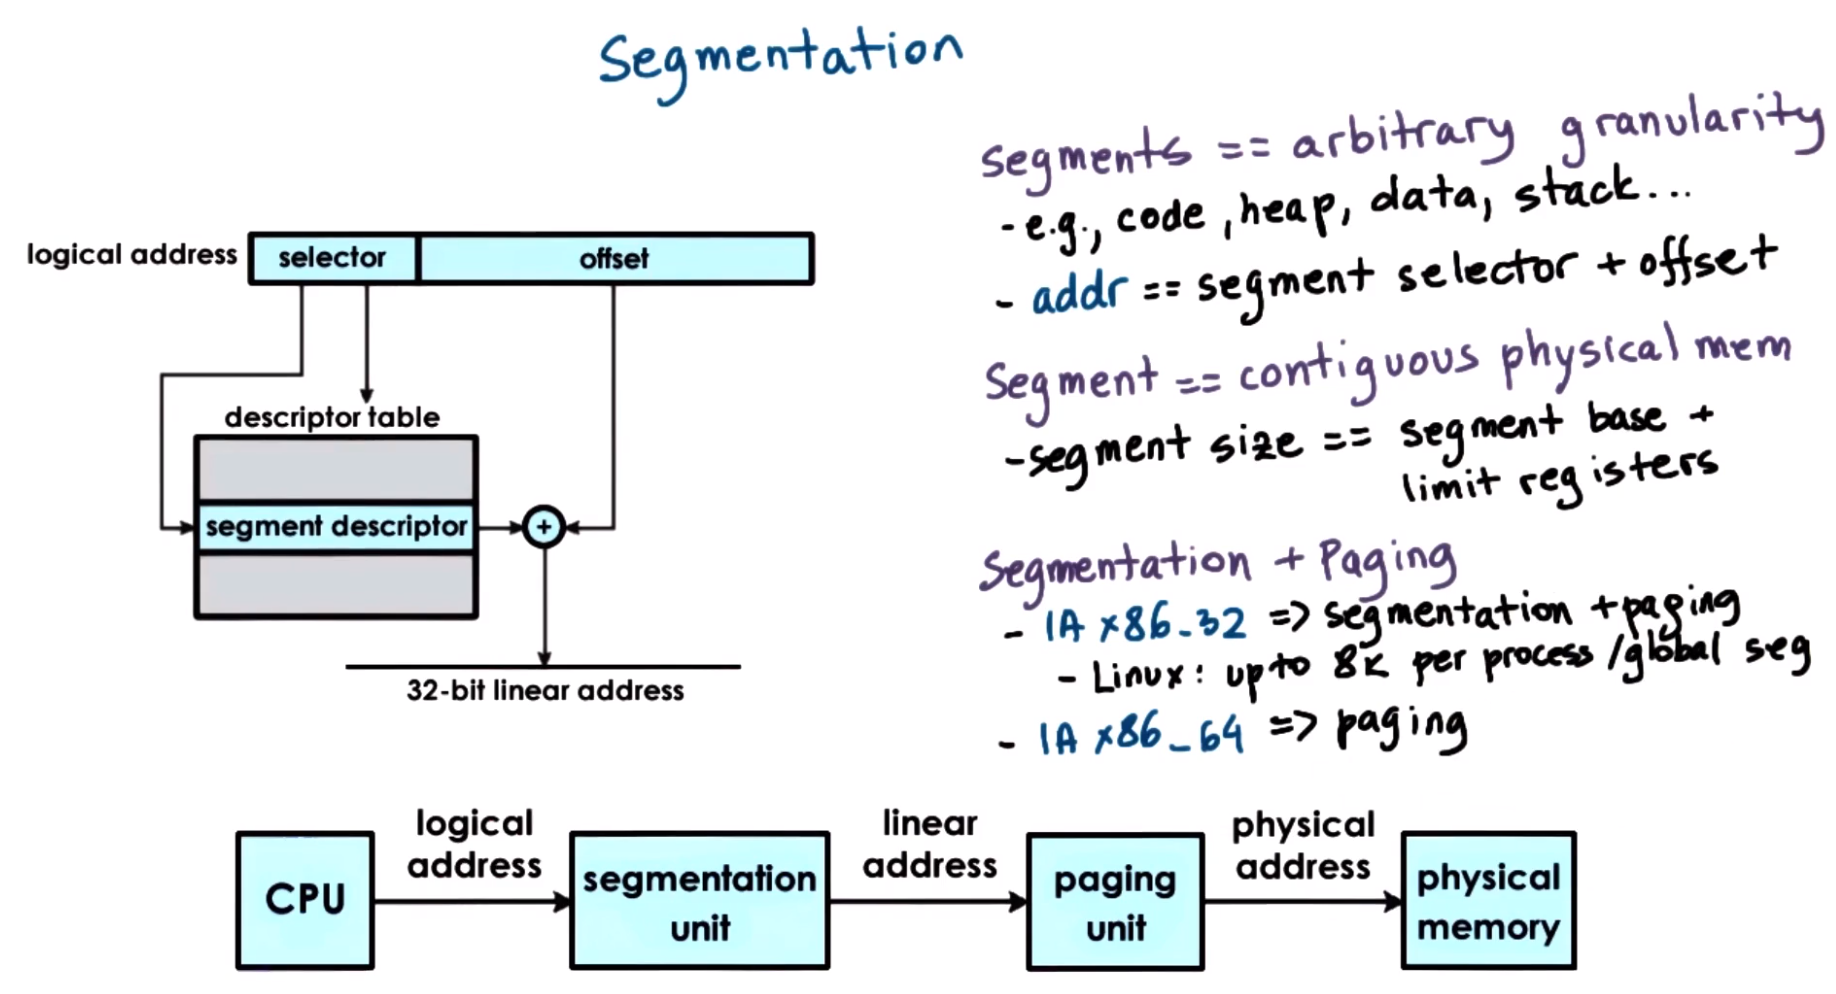 Segmentation
logical address
selector
offset
descriptor table
segment descriptor
+
32-bit linear address
segments == arbitrary granularity
- e.g., code, heap, data, stack...
- addr == segment selector + offset
Segment == contiguous physical mem
- segment size == segment base +
limit registers
Segmentation + Paging
- IA x86_32 => segmentation + paging
- Linux: up to 8K per process / global seg
- IA x86_64 => paging
CPU
logical
address
segmentation
unit
linear
address
paging
unit
physical
address
physical
memory